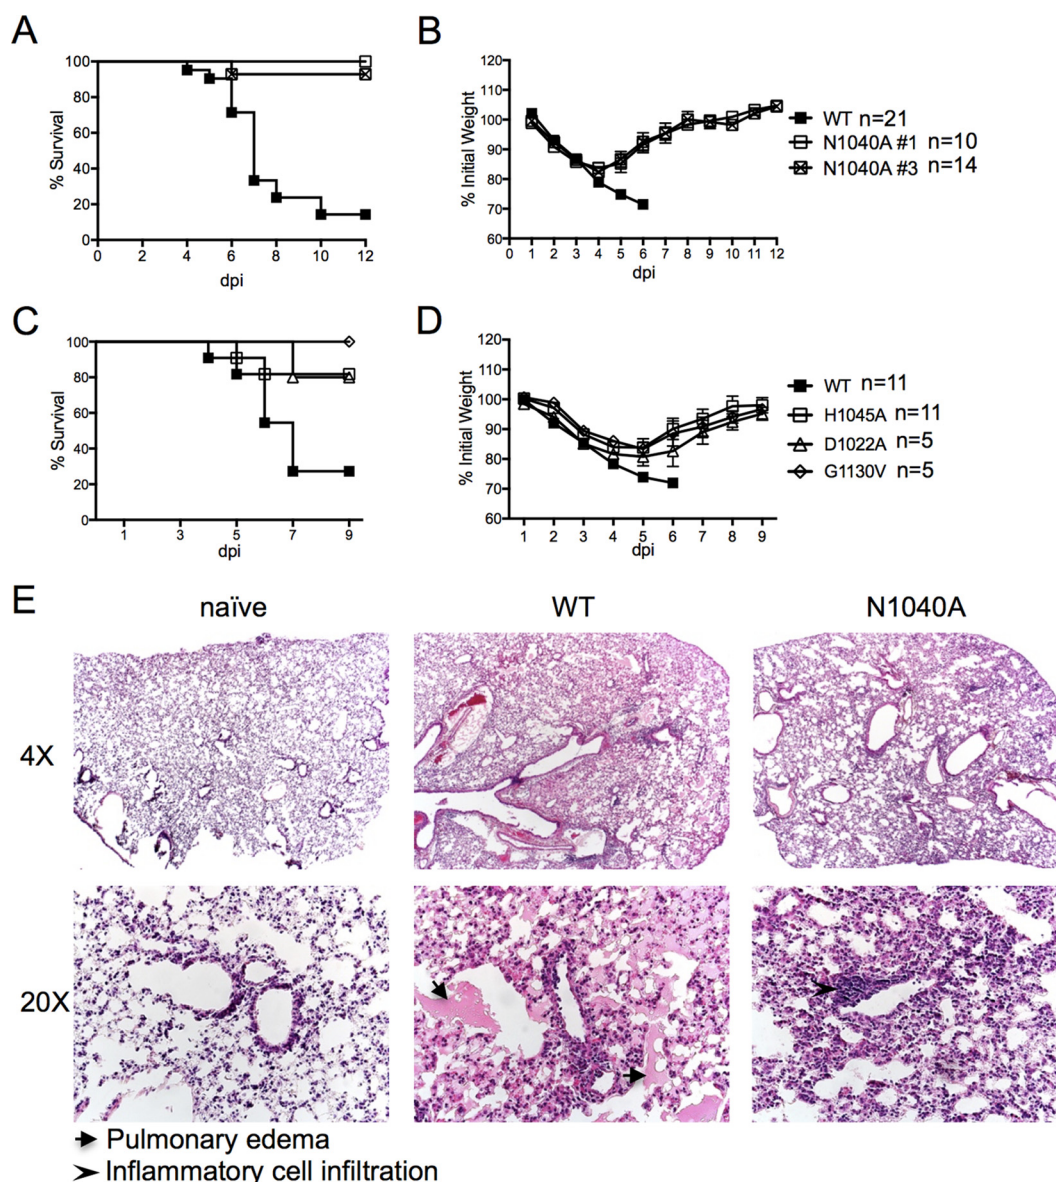 A
% Survival
100
80
60
40
20
0
0 2 4 6 8 10 12
dpi
B
% Initial Weight
120
110
100
90
80
70
60
0 1 2 3 4 5 6 7 8 9 10 11 12
dpi
WT n=21
N1040A #1 n=10
N1040A #3 n=14
C
% Survival
100
80
60
40
20
0
1 3 5 7 9
dpi
D
% Initial Weight
120
110
100
90
80
70
60
1 2 3 4 5 6 7 8 9
dpi
WT n=11
H1045A n=11
D1022A n=5
G1130V n=5
E
naïve WT N1040A
4X
20X
Pulmonary edema
Inflammatory cell infiltration